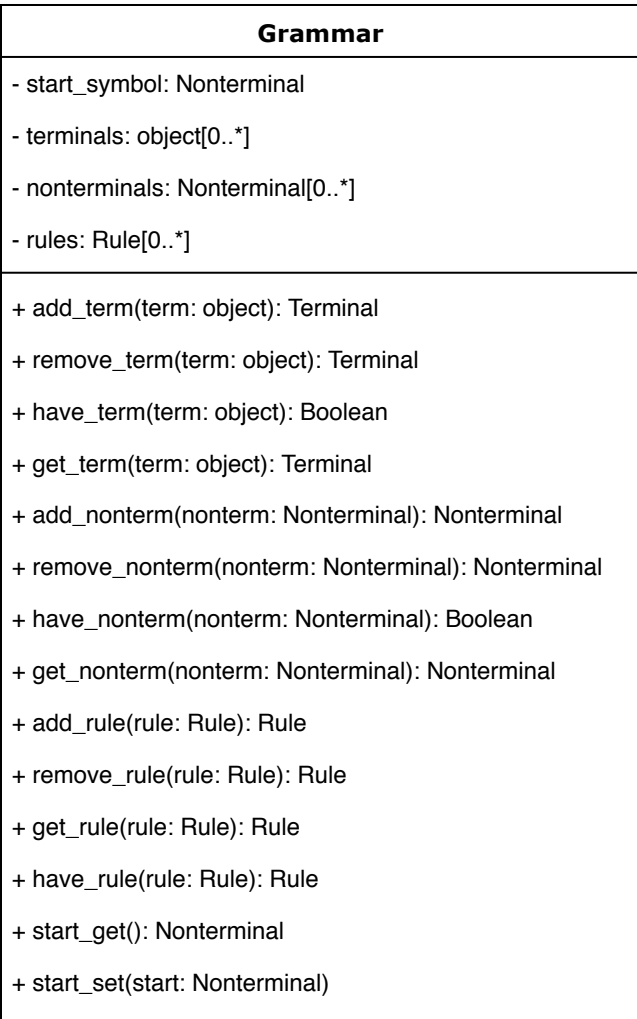 Grammar
- start_symbol: Nonterminal
- terminals: object[0..*]
- nonterminals: Nonterminal[0..*]
- rules: Rule[0..*]
+ add_term(term: object): Terminal
+ remove_term(term: object): Terminal
+ have_term(term: object): Boolean
+ get_term(term: object): Terminal
+ add_nonterm(nonterm: Nonterminal): Nonterminal
+ remove_nonterm(nonterm: Nonterminal): Nonterminal
+ have_nonterm(nonterm: Nonterminal): Boolean
+ get_nonterm(nonterm: Nonterminal): Nonterminal
+ add_rule(rule: Rule): Rule
+ remove_rule(rule: Rule): Rule
+ get_rule(rule: Rule): Rule
+ have_rule(rule: Rule): Rule
+ start_get(): Nonterminal
+ start_set(start: Nonterminal)